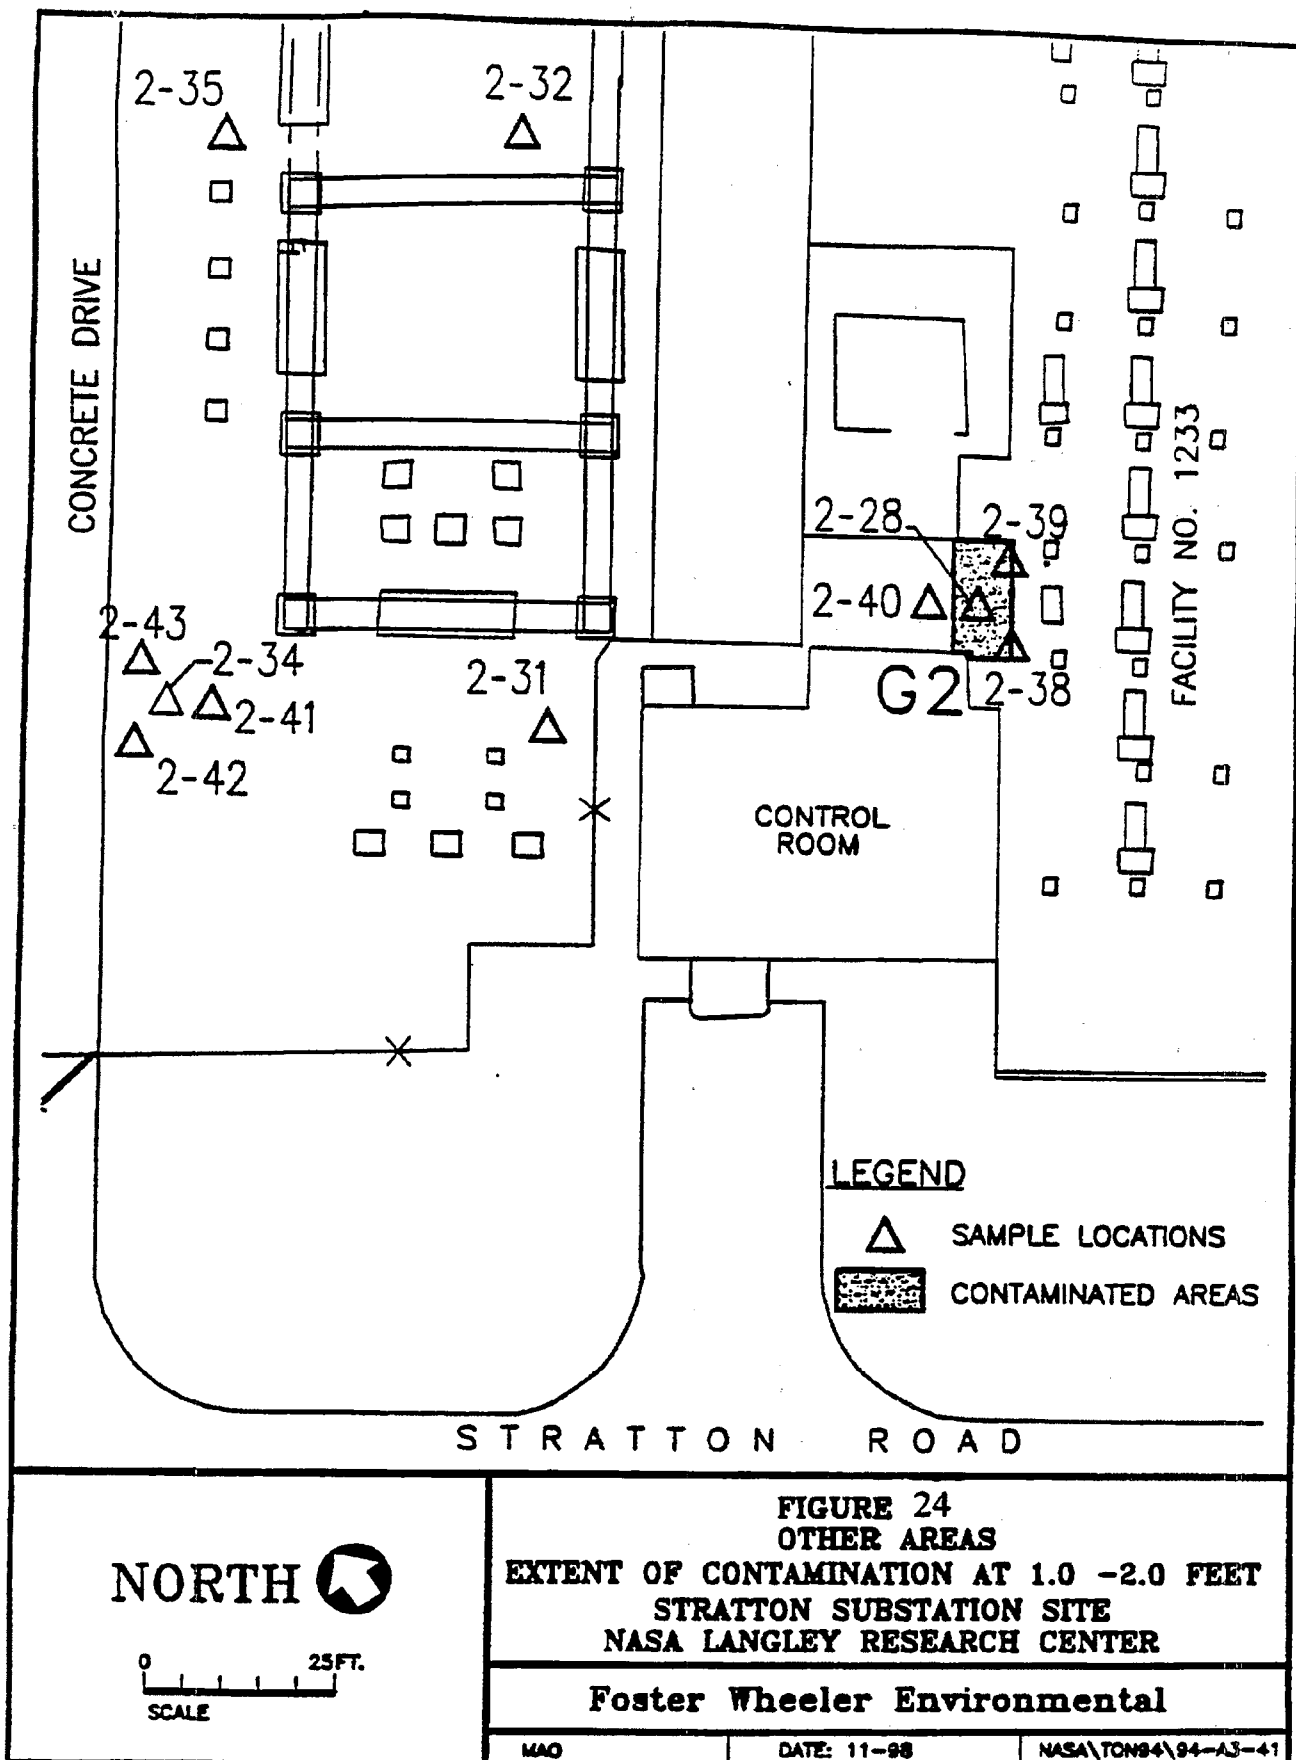 2-35
2-32
CONCRETE DRIVE
FACILITY NO. 1233
2-28
2-39
2-40
2-43
2-34
2-31
G2
2-38
2-41
2-42
CONTROL
ROOM
LEGEND
SAMPLE LOCATIONS
CONTAMINATED AREAS
STRATTON ROAD
NORTH
0 25FT.
SCALE
FIGURE 24
OTHER AREAS
EXTENT OF CONTAMINATION AT 1.0 -2.0 FEET
STRATTON SUBSTATION SITE
NASA LANGLEY RESEARCH CENTER
Foster Wheeler Environmental
MAO
DATE: 11-98
NASA\TON94\94-A3-41